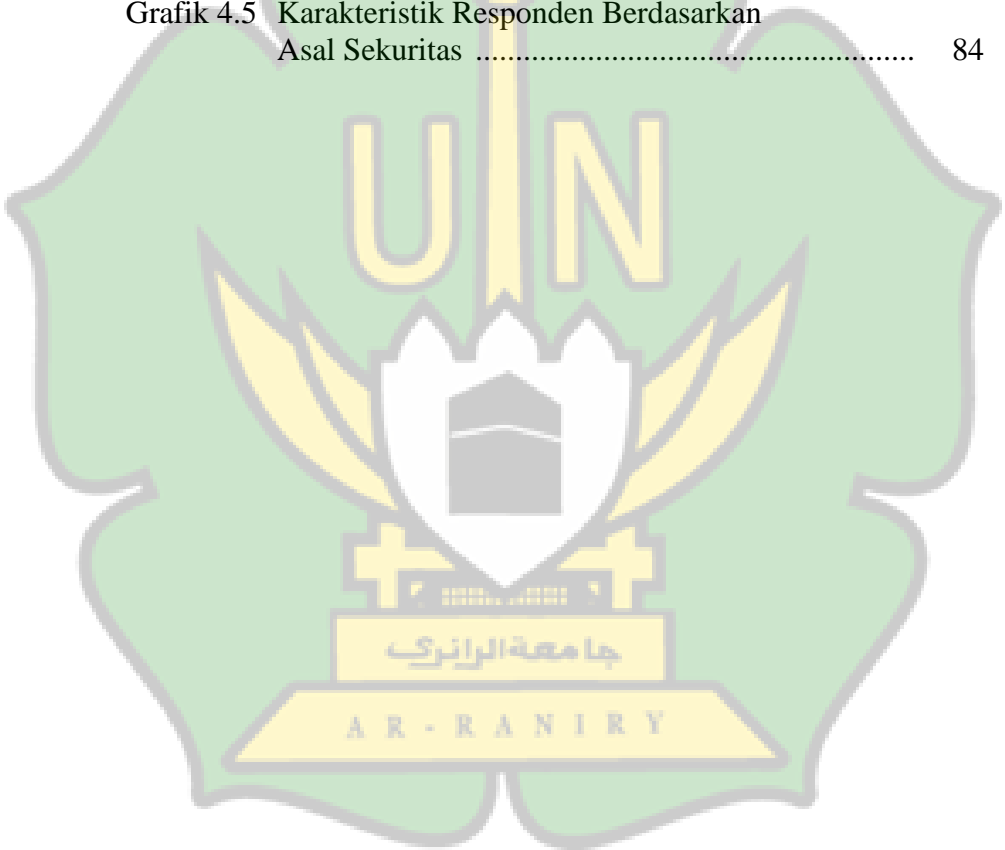 Grafik 4.5 Karakteristik Responden Berdasarkan
Asal Sekuritas ...................................................... 84
UIN
جامعة الرانري
AR-RANIRY